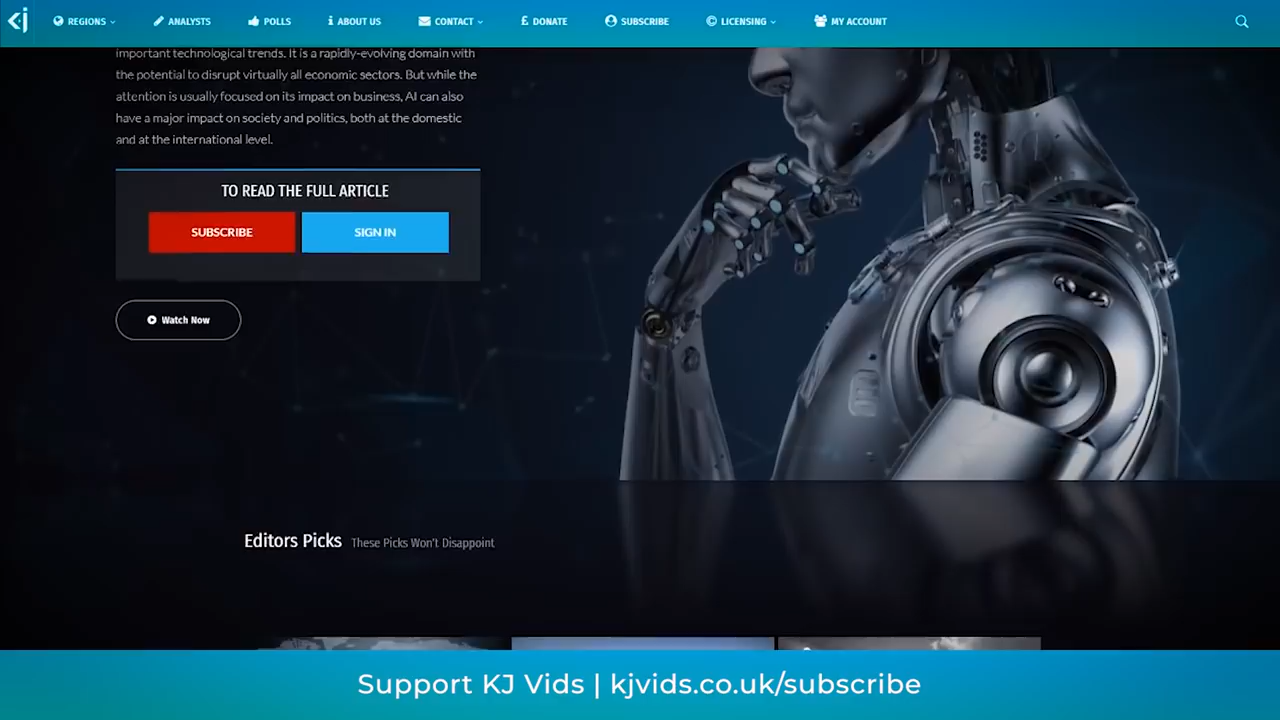 REGIONS ANALYSTS POLLS ABOUT US CONTACT £ DONATE SUBSCRIBE LICENSING MY ACCOUNT
important technological trends. It is a rapidly-evolving domain with
the potential to disrupt virtually all economic sectors. But while the
attention is usually focused on its impact on business, AI can also
have a major impact on society and politics, both at the domestic
and at the international level.
TO READ THE FULL ARTICLE
SUBSCRIBE SIGN IN
Watch Now
Editors Picks These Picks Won't Disappoint
Support KJ Vids | kjvids.co.uk/subscribe